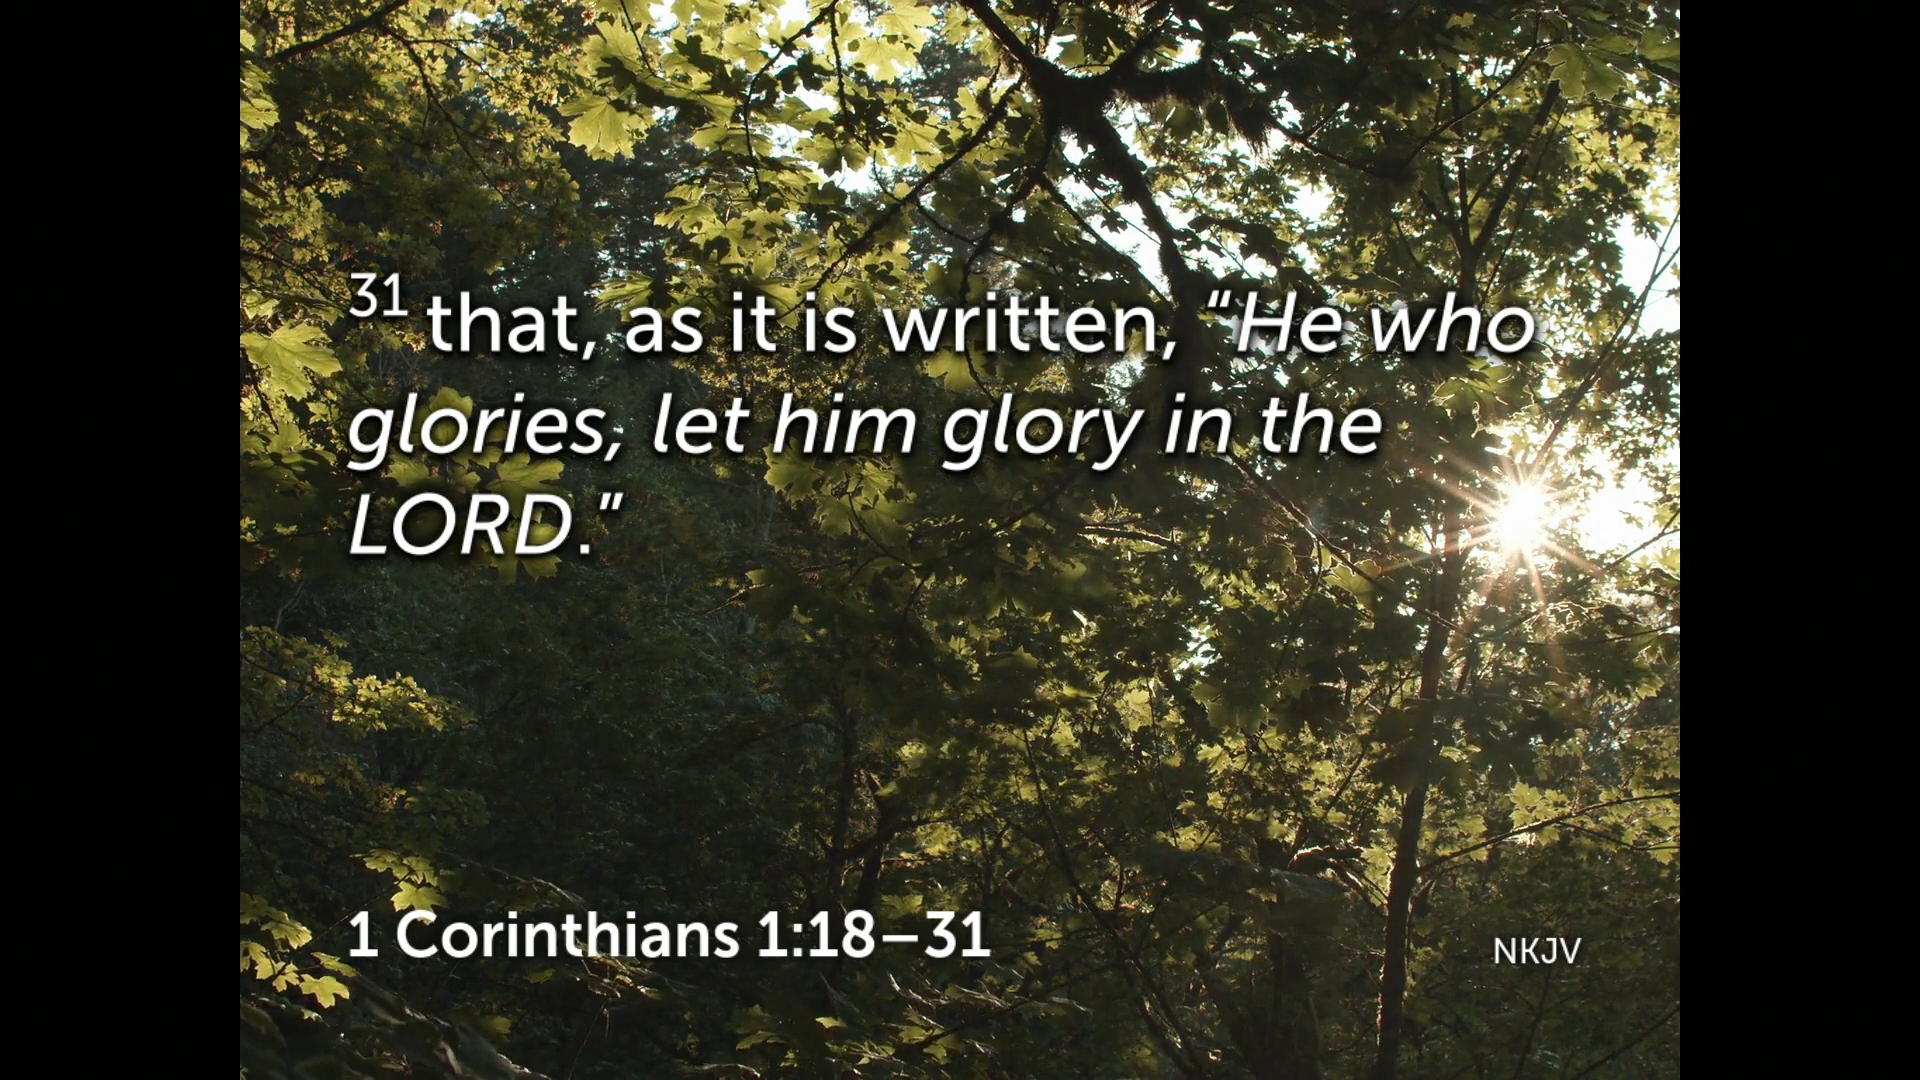 31 that, as it is written, “He who
glories, let him glory in the
LORD.”
1 Corinthians 1:18–31
NKJV